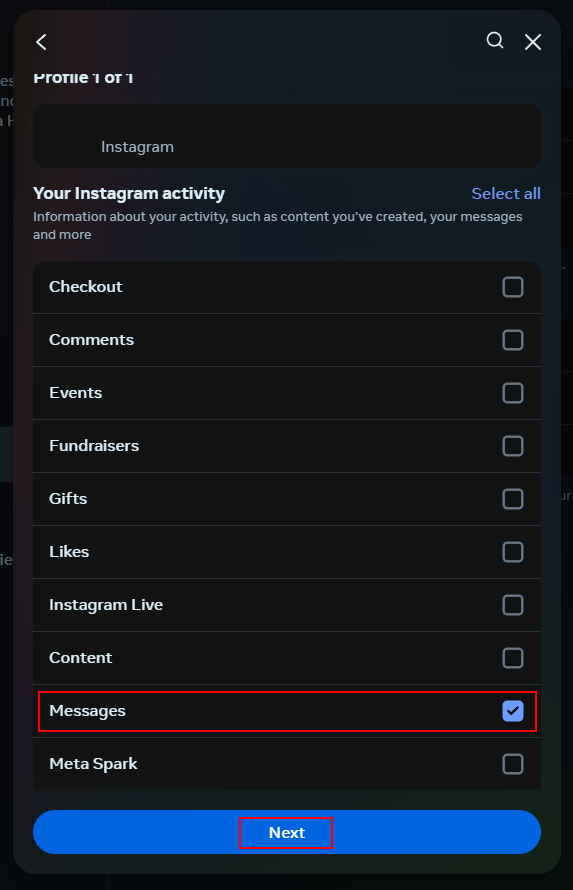 Profile 1 of 1
Instagram
Your Instagram activity
Select all
Information about your activity, such as content you've created, your messages
and more
Checkout
Comments
Events
Fundraisers
Gifts
Likes
Instagram Live
Content
Messages
Meta Spark
Next